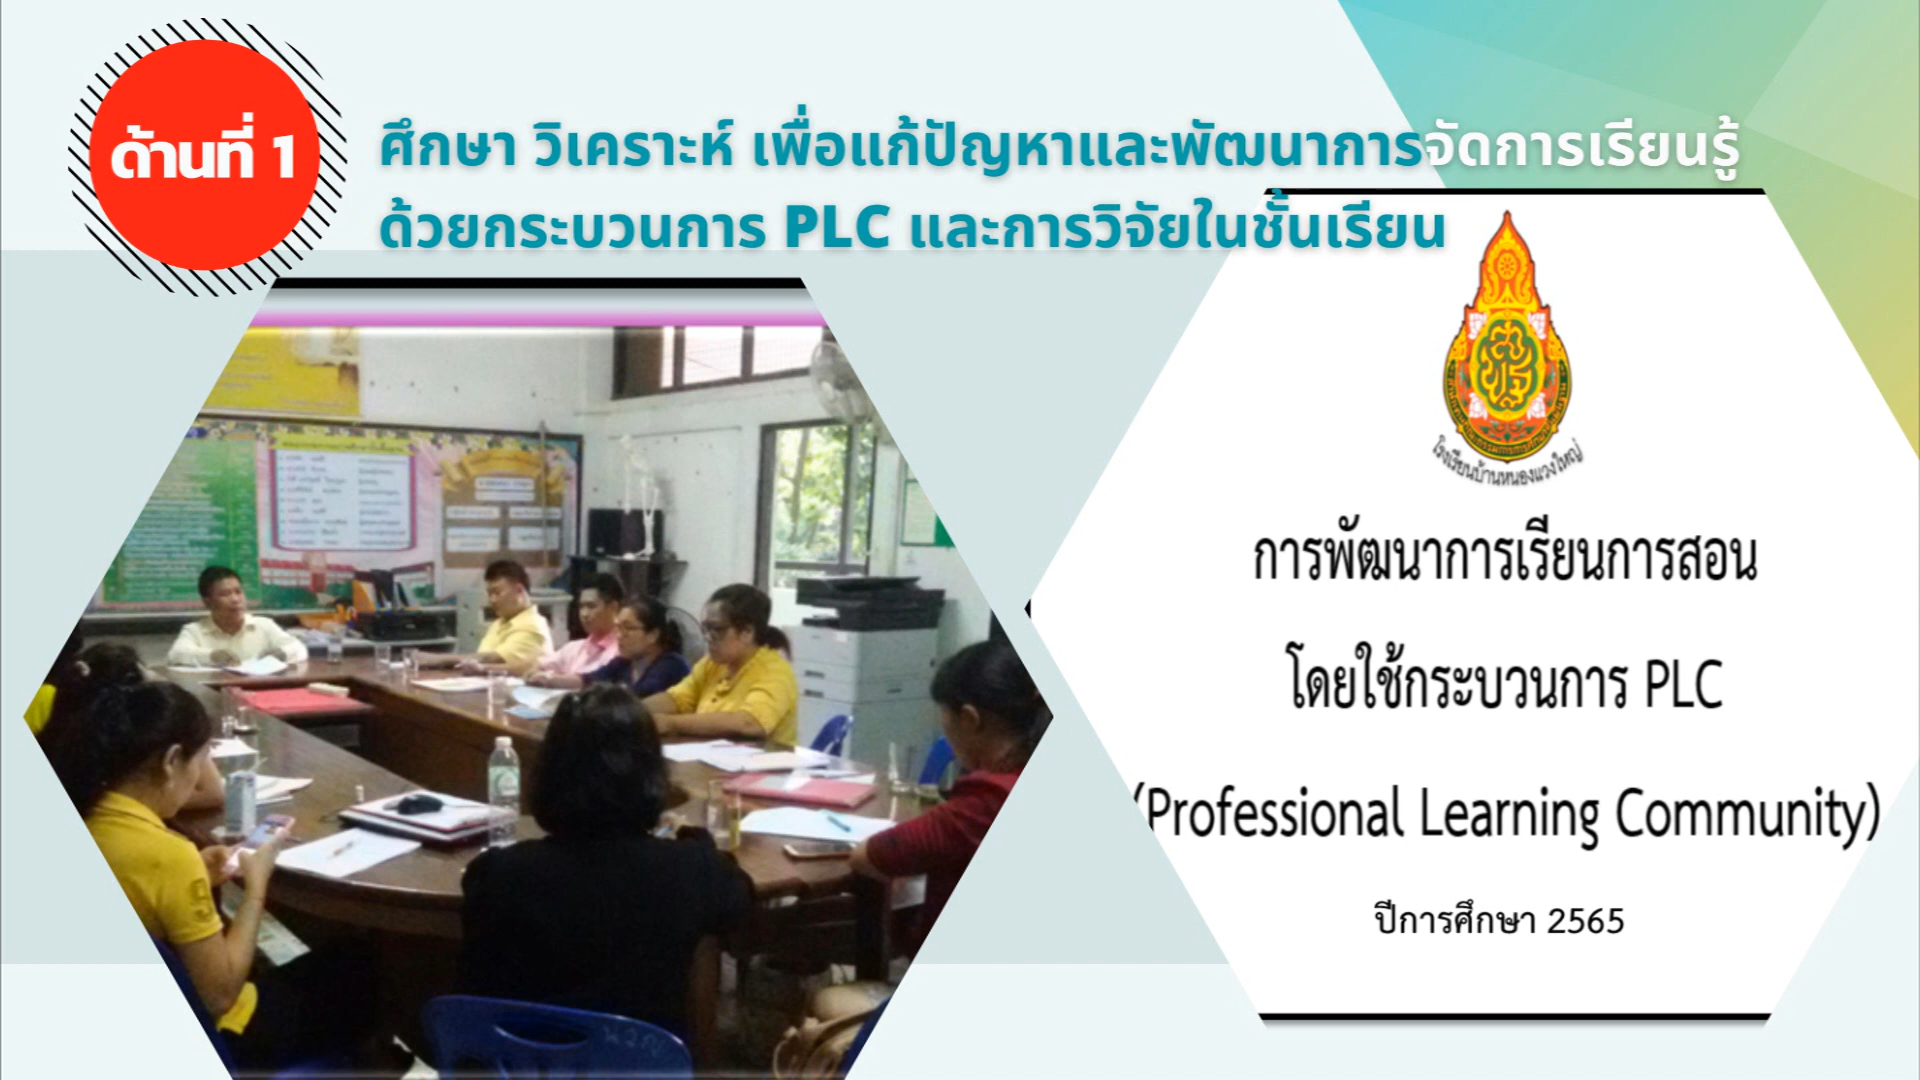 ด้านที่ 1
ศึกษา วิเคราะห์ เพื่อแก้ปัญหาและพัฒนาการจัดการเรียนรู้
ด้วยกระบวนการ PLC และการวิจัยในชั้นเรียน
โรงเรียนบ้านหนองแวงใหญ่
การพัฒนาการเรียนการสอน
โดยใช้กระบวนการ PLC
(Professional Learning Community)
ปีการศึกษา 2565